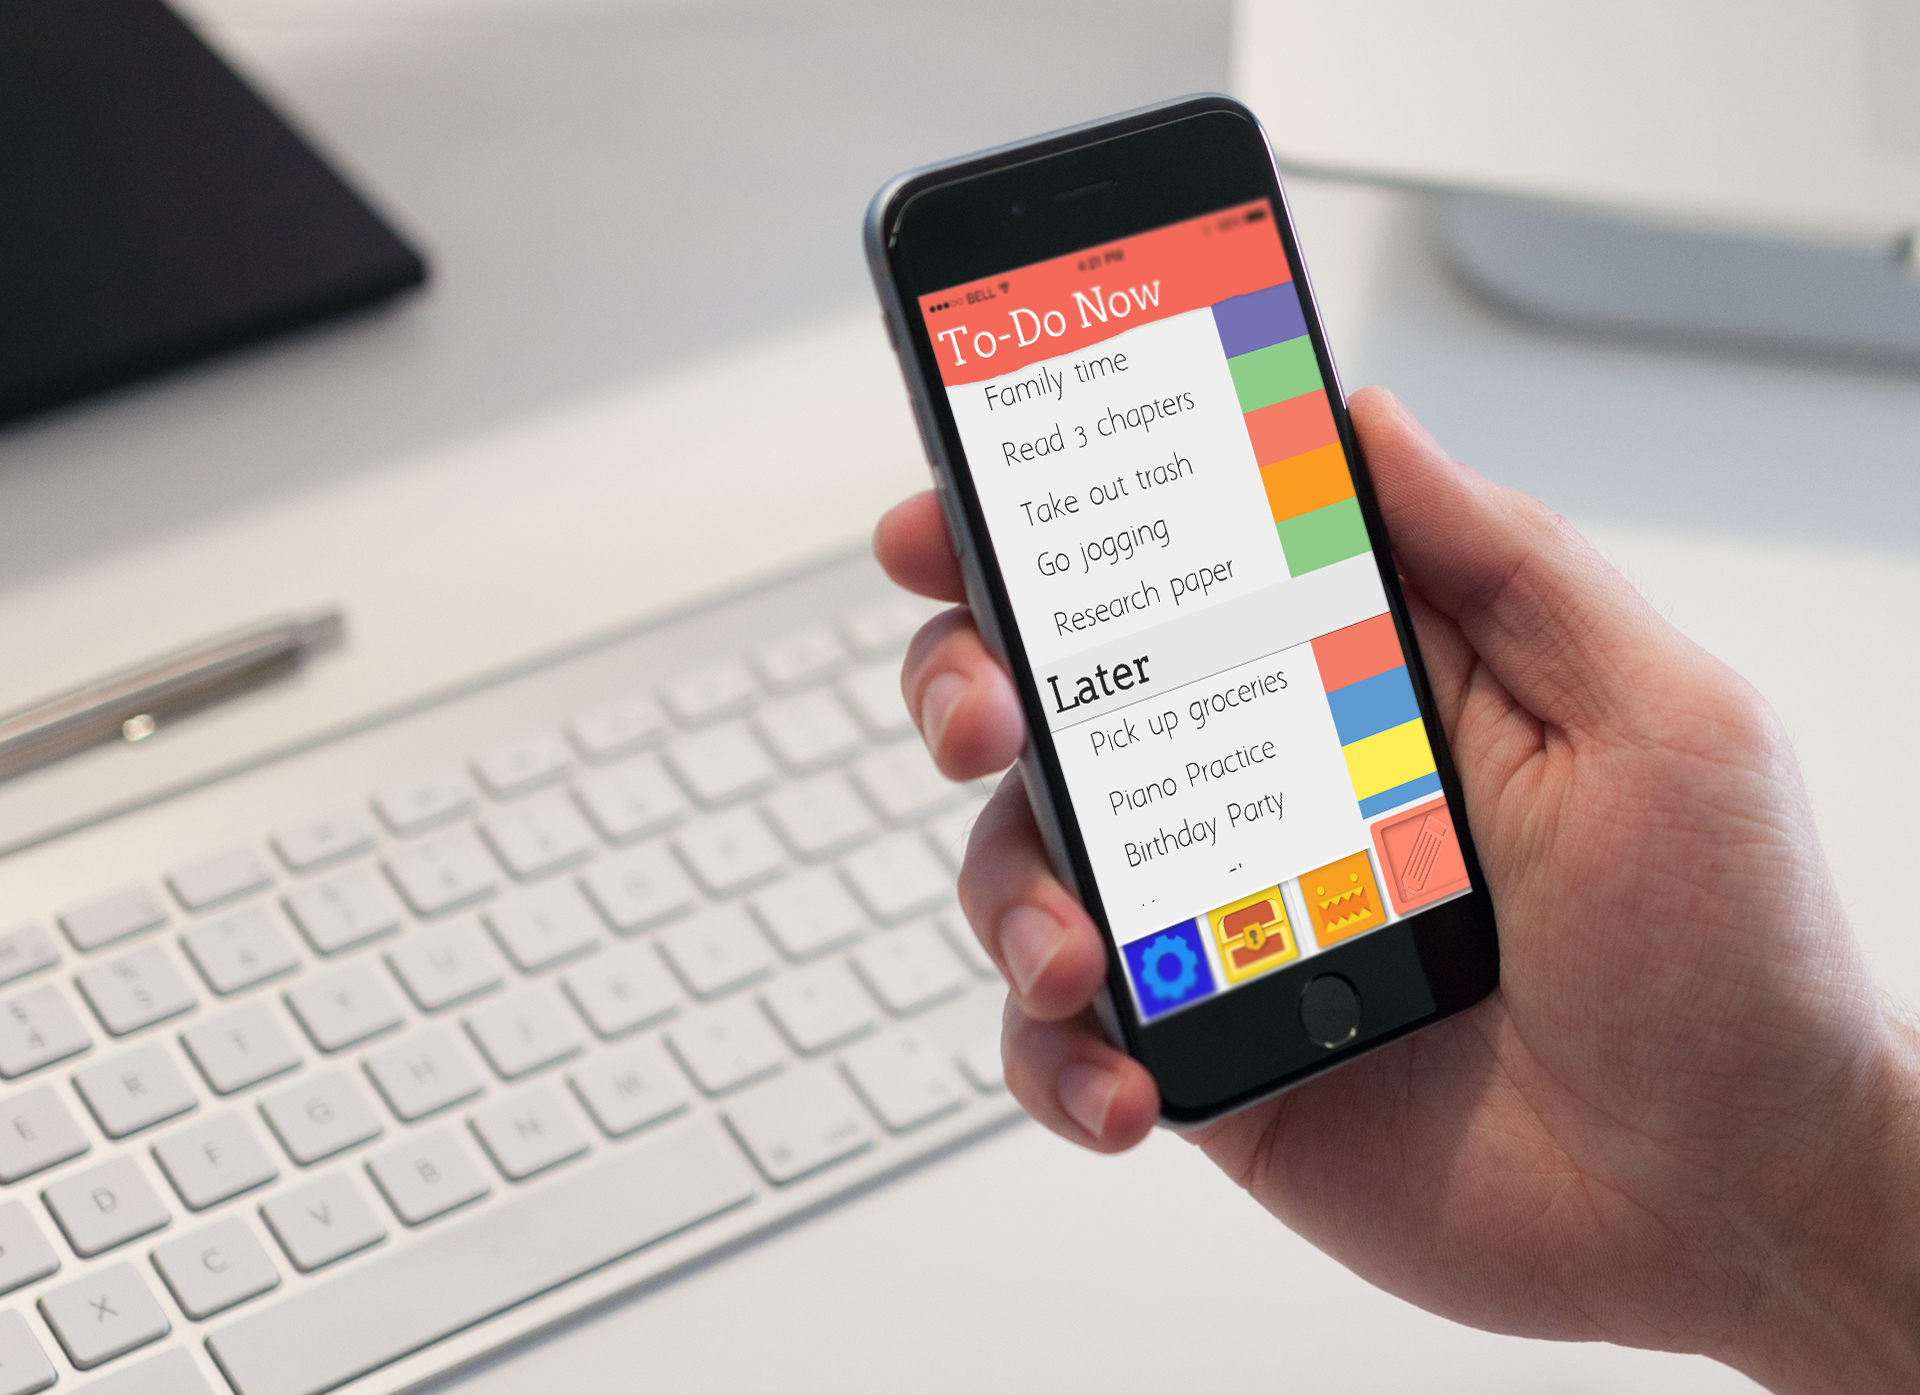 BELL
4:21 PM
To-Do Now
Family time
Read 3 chapters
Take out trash
Go jogging
Research paper
Later
Pick up groceries
Piano Practice
Birthday Party
E
R
T
Y
D
F
G
H
X
C
V
B
N
M